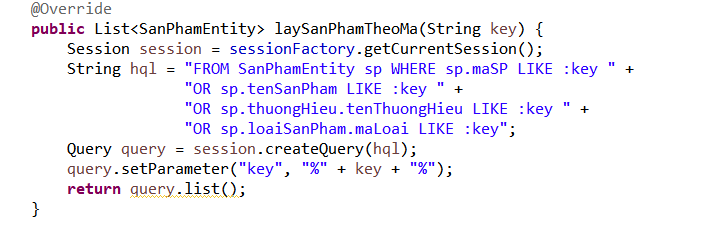 @Override
public List<SanPhamEntity> laySanPhamTheoMa(String key) {
Session session = sessionFactory.getCurrentSession();
String hql = "FROM SanPhamEntity sp WHERE sp.maSP LIKE :key " +
"OR sp.tenSanPham LIKE :key " +
"OR sp.thuongHieu.tenThuongHieu LIKE :key " +
"OR sp.loaiSanPham.maLoai LIKE :key";
Query query = session.createQuery(hql);
query.setParameter("key", "%" + key + "%");
return query.list();
}